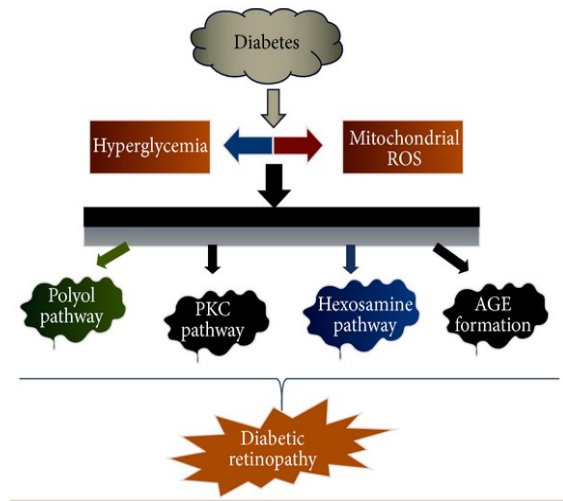 Diabetes
Hyperglycemia
Mitochondrial
ROS
Polyol
pathway
PKC
pathway
Hexosamine
pathway
AGE
formation
Diabetic
retinopathy